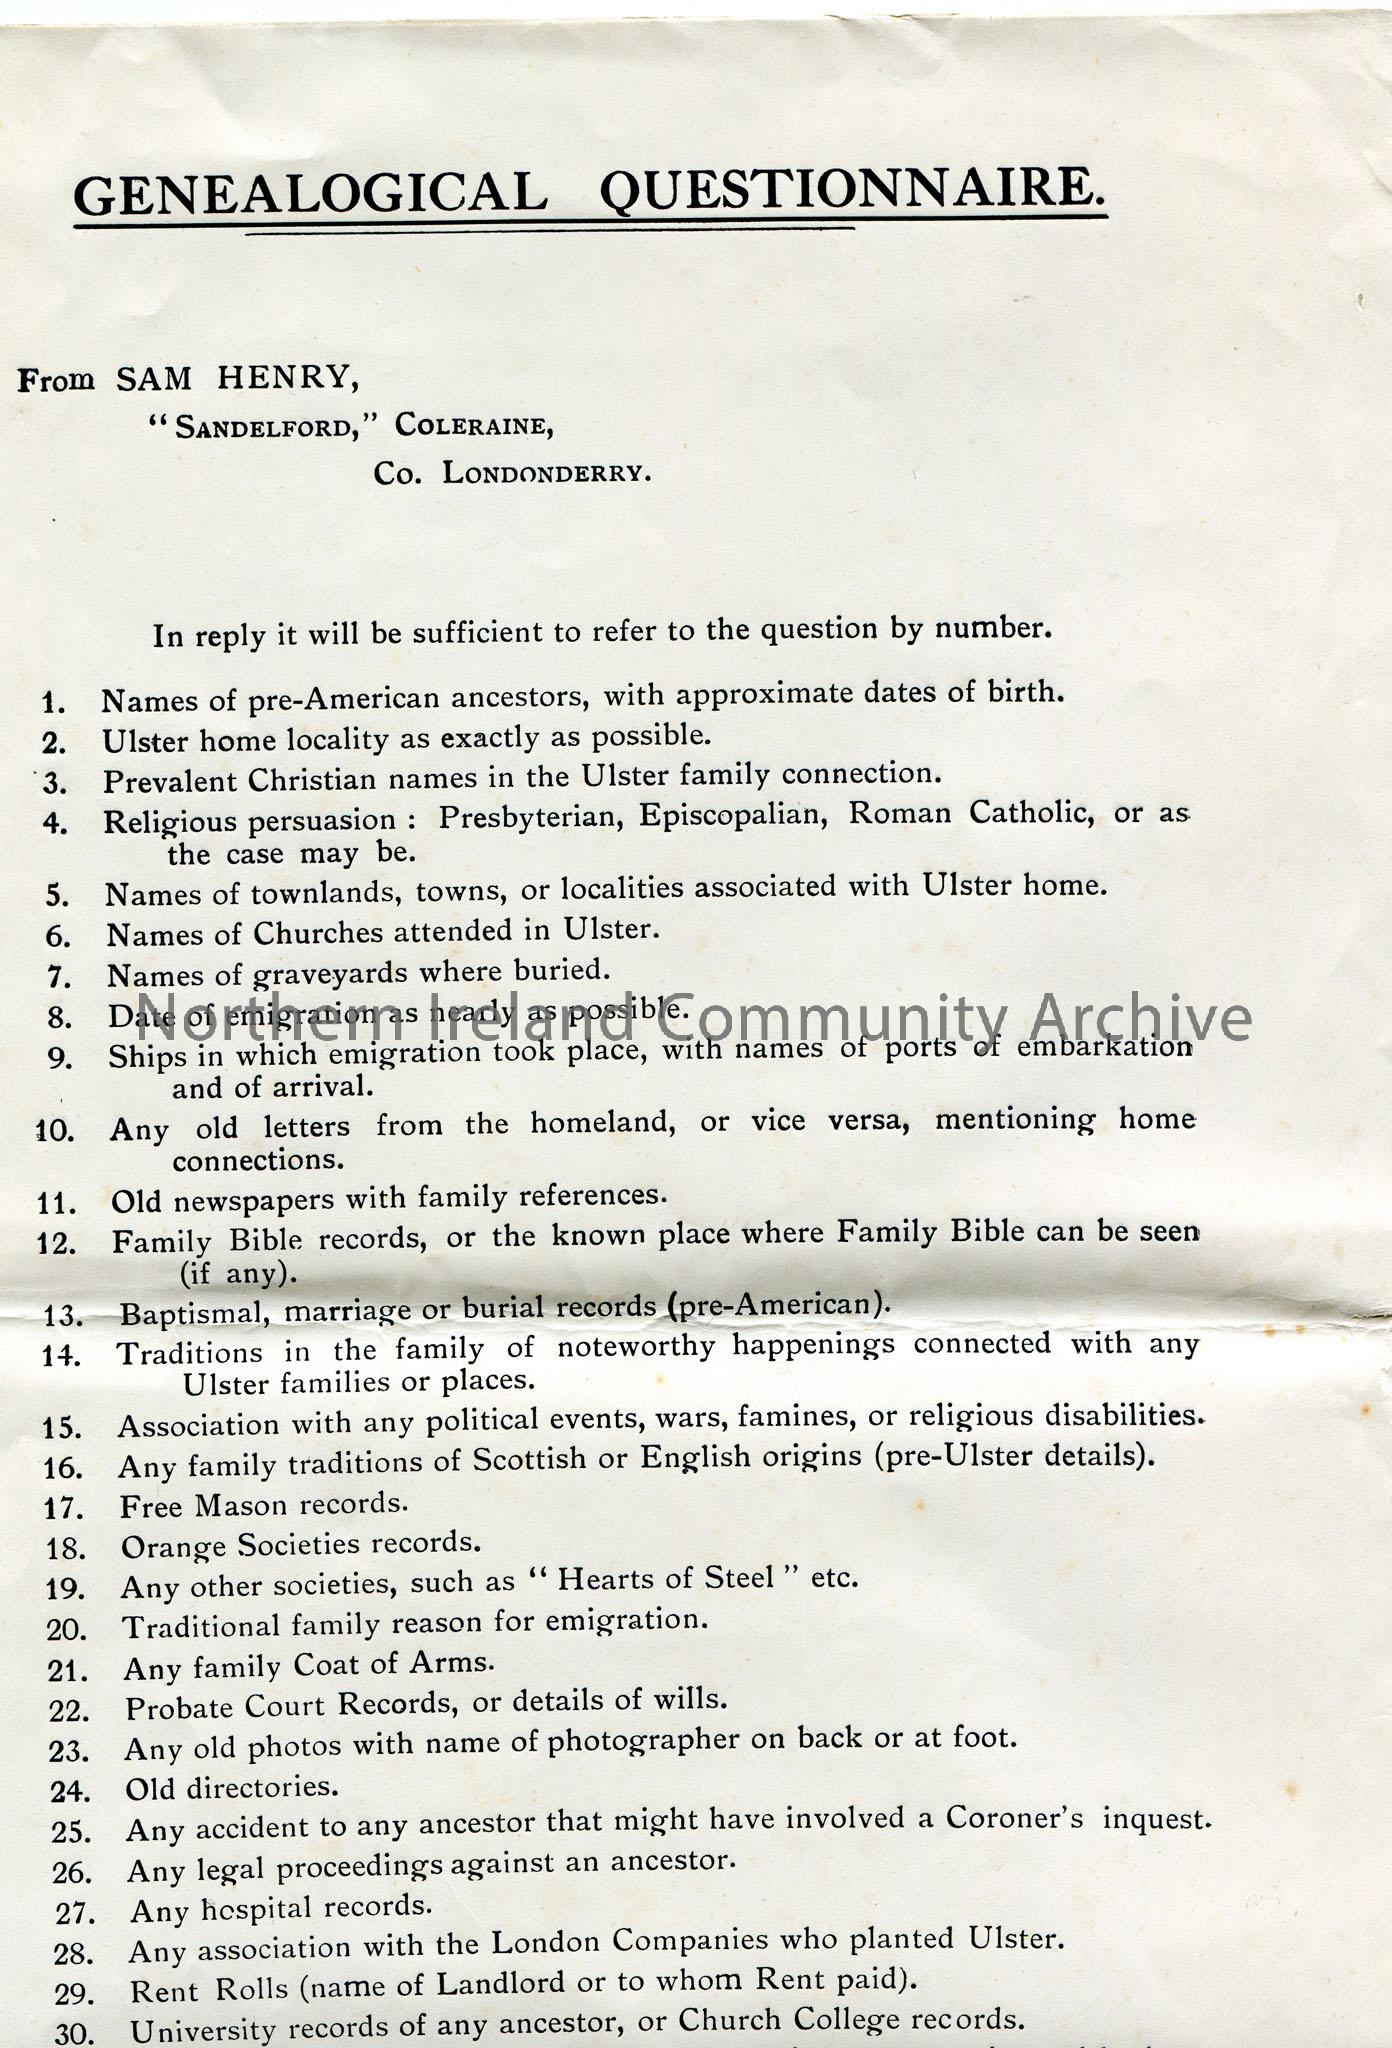 GENEALOGICAL QUESTIONNAIRE.
From SAM HENRY,
"SANDELFORD," COLERAINE,
Co. LONDONDERRY.
In reply it will be sufficient to refer to the question by number.
1. Names of pre-American ancestors, with approximate dates of birth.
2. Ulster home locality as exactly as possible.
3. Prevalent Christian names in the Ulster family connection.
4. Religious persuasion : Presbyterian, Episcopalian, Roman Catholic, or as
the case may be.
5. Names of townlands, towns, or localities associated with Ulster home.
6. Names of Churches attended in Ulster.
7. Names of graveyards where buried.
Northern Ireland Community Archive
8. Date of emigration as nearly as possible.
9. Ships in which emigration took place, with names of ports of embarkation
and of arrival.
10. Any old letters from the homeland, or vice versa, mentioning home
connections.
11. Old newspapers with family references.
12. Family Bible records, or the known place where Family Bible can be seen
(if any).
13. Baptismal, marriage or burial records (pre-American).
14. Traditions in the family of noteworthy happenings connected with any
Ulster families or places.
15. Association with any political events, wars, famines, or religious disabilities.
16. Any family traditions of Scottish or English origins (pre-Ulster details).
17. Free Mason records.
18. Orange Societies records.
19. Any other societies, such as " Hearts of Steel " etc.
20. Traditional family reason for emigration.
21. Any family Coat of Arms.
22. Probate Court Records, or details of wills.
23. Any old photos with name of photographer on back or at foot.
24. Old directories.
25. Any accident to any ancestor that might have involved a Coroner's inquest.
26. Any legal proceedings against an ancestor.
27. Any hospital records.
28. Any association with the London Companies who planted Ulster.
29. Rent Rolls (name of Landlord or to whom Rent paid).
30. University records of any ancestor, or Church College records.